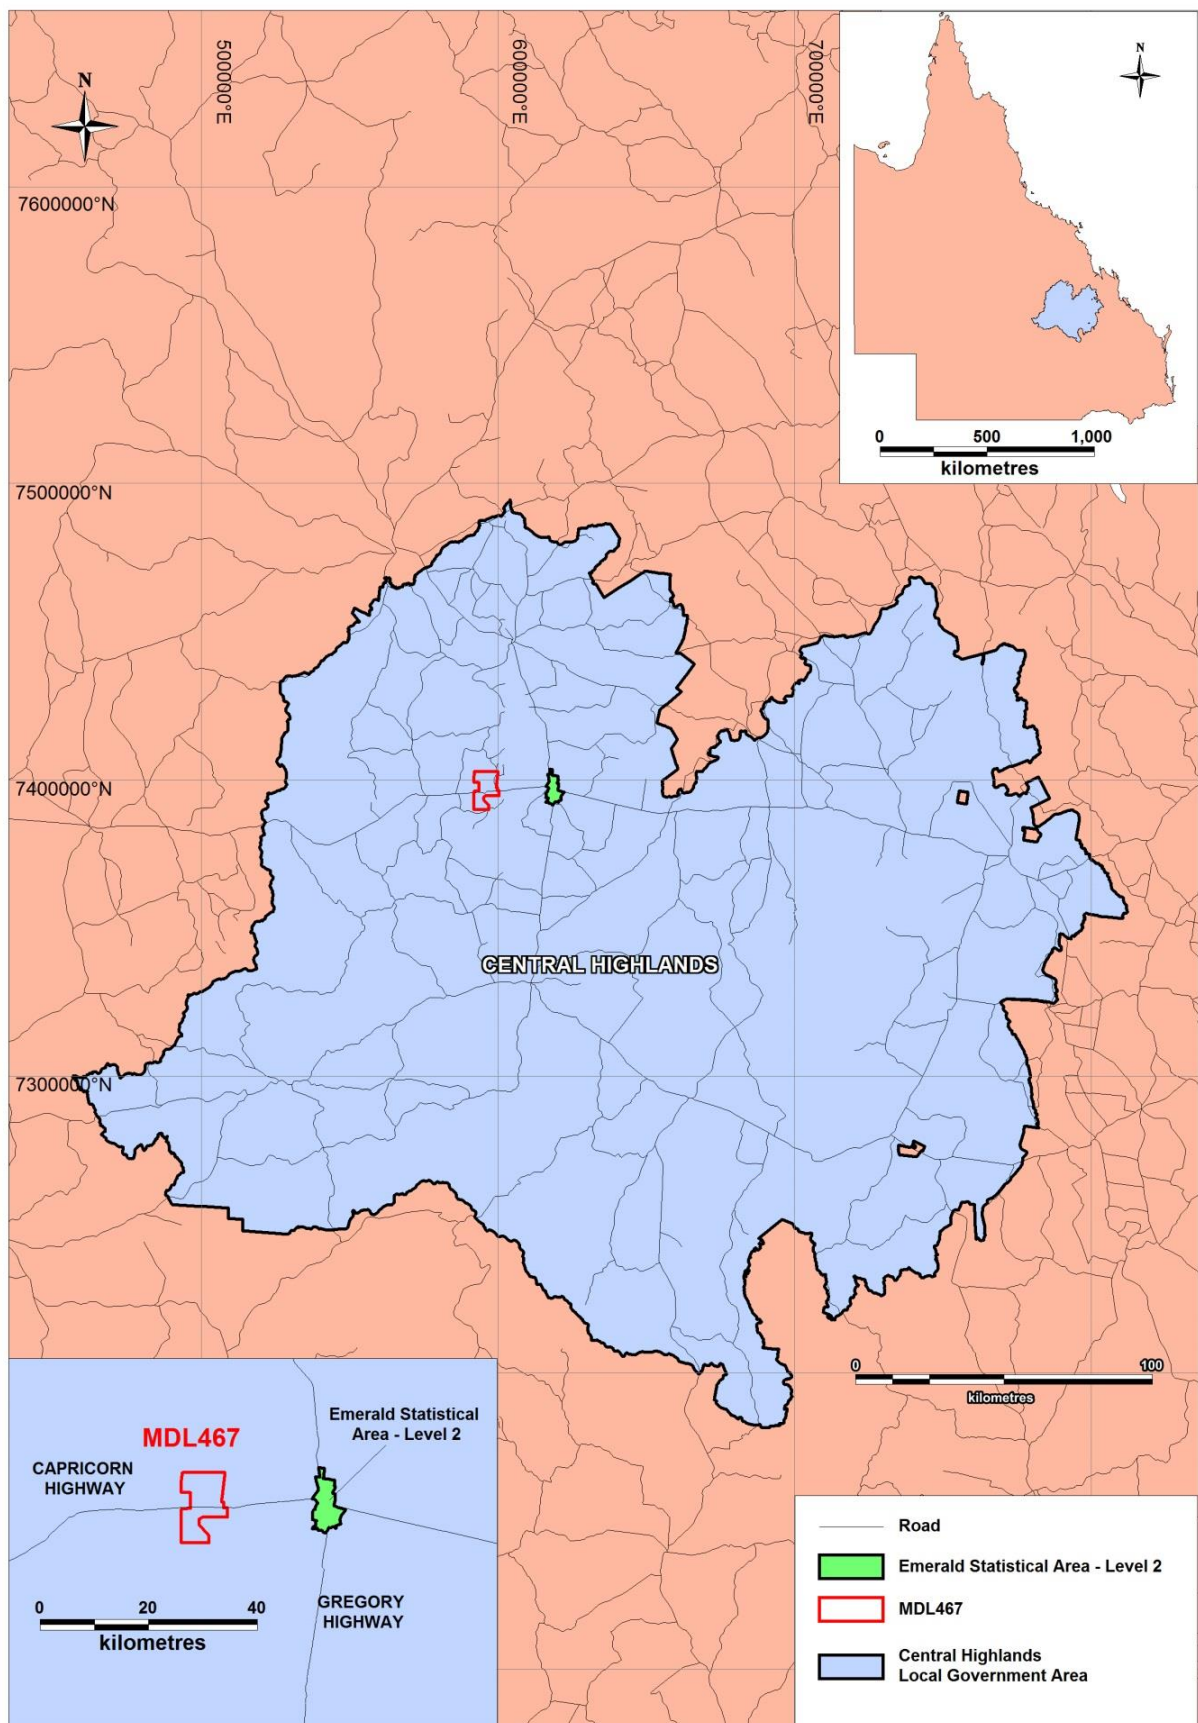 N
500000°E
600000°E
700000°E
N
7600000°N
0 500 1,000
kilometres
7500000°N
7400000°N
CENTRAL HIGHLANDS
7300000°N
0 100
kilometres
Emerald Statistical
Area - Level 2
MDL467
CAPRICORN
HIGHWAY
GREGORY
HIGHWAY
0 20 40
kilometres
Road
Emerald Statistical Area - Level 2
MDL467
Central Highlands
Local Government Area